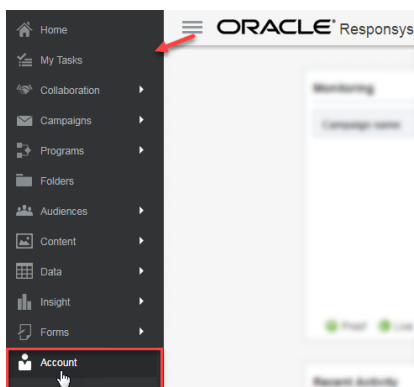 Home
ORACLE® Responsys
My Tasks
Collaboration
Monitoring
Campaigns
Campaign name
Programs
Folders
Audiences
Content
Data
Insight
Forms
Proof
Live
Account
Recent Activity